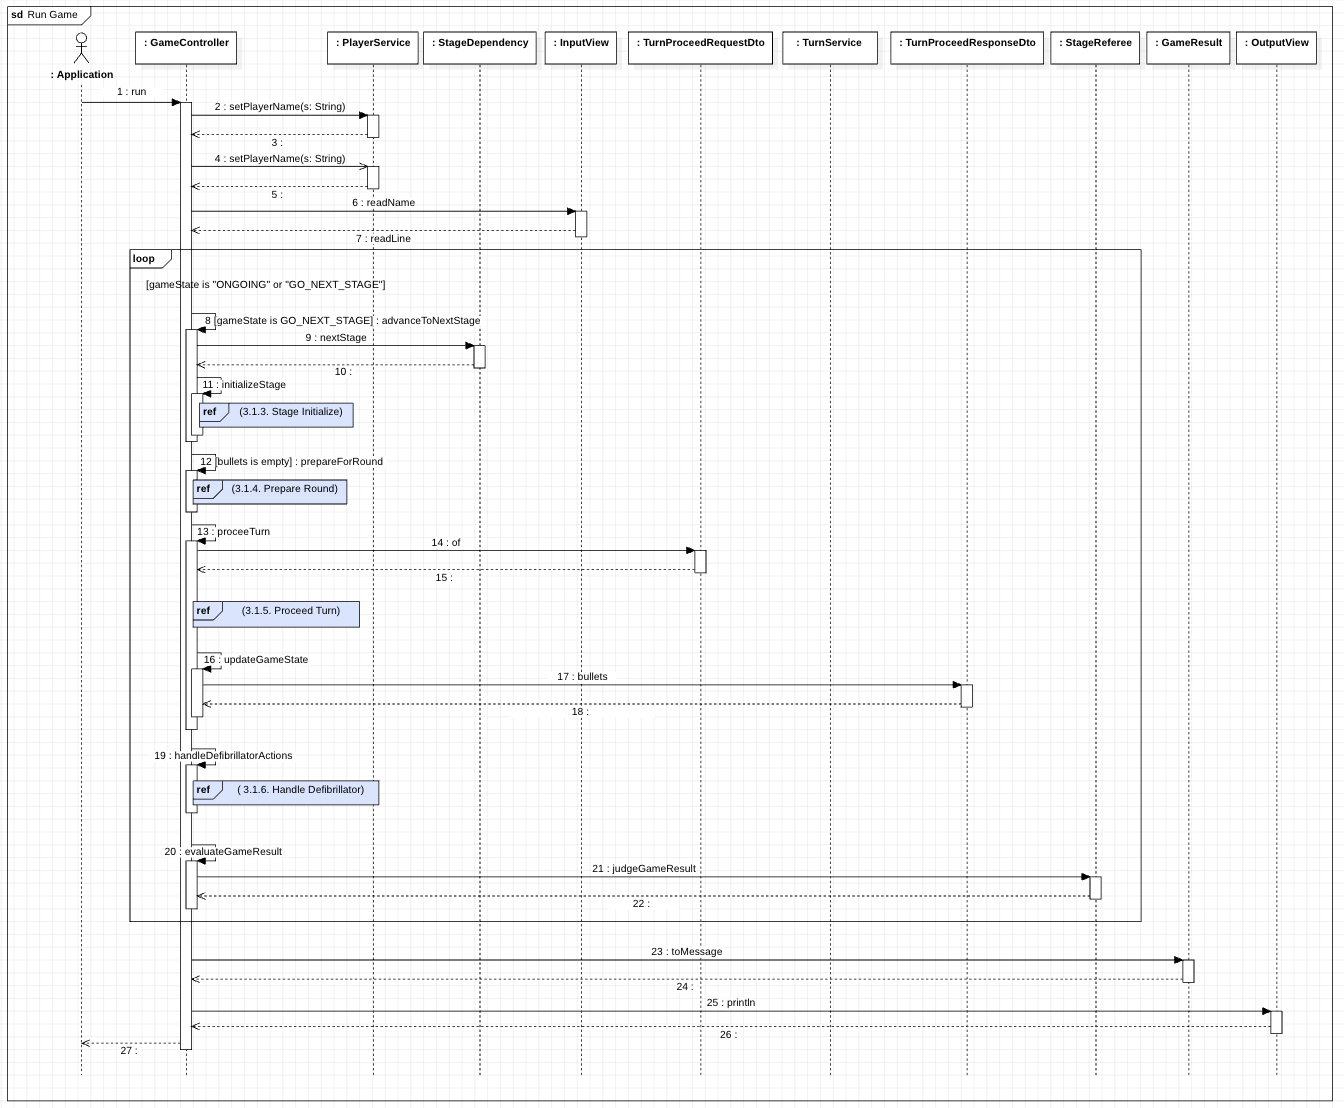 sd Run Game
: GameController
: PlayerService
: StageDependency
: InputView
: TurnProceedRequestDto
: TurnService
: TurnProceedResponseDto
: StageReferee
: GameResult
: OutputView
: Application
1 : run
2 : setPlayerName(s: String)
3 :
4 : setPlayerName(s: String)
5 :
6 : readName
7 : readLine
loop
[gameState is "ONGOING" or "GO_NEXT_STAGE"]
8 [gameState is GO_NEXT_STAGE] : advanceToNextStage
9 : nextStage
10 :
11 : initializeStage
ref (3.1.3. Stage Initialize)
12 [bullets is empty] : prepareForRound
ref (3.1.4. Prepare Round)
13 : proceeTurn
14 : of
15 :
ref (3.1.5. Proceed Turn)
16 : updateGameState
17 : bullets
18 :
19 : handleDefibrillatorActions
ref ( 3.1.6. Handle Defibrillator)
20 : evaluateGameResult
21 : judgeGameResult
22 :
23 : toMessage
24 :
25 : println
26 :
27 :